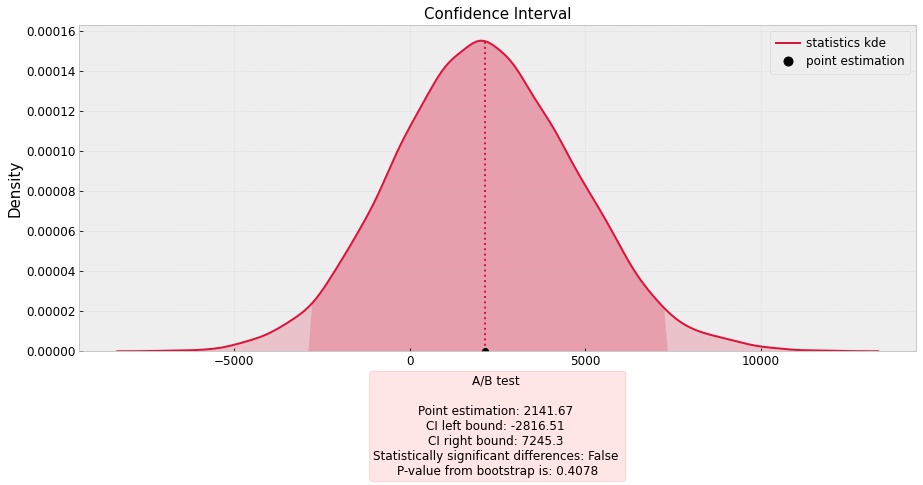 Confidence Interval
statistics kde
point estimation
0.00016
0.00014
0.00012
0.00010
0.00008
0.00006
0.00004
0.00002
0.00000
Density
−5000
0
5000
10000
A/B test
Point estimation: 2141.67
CI left bound: -2816.51
CI right bound: 7245.3
Statistically significant differences: False
P-value from bootstrap is: 0.4078